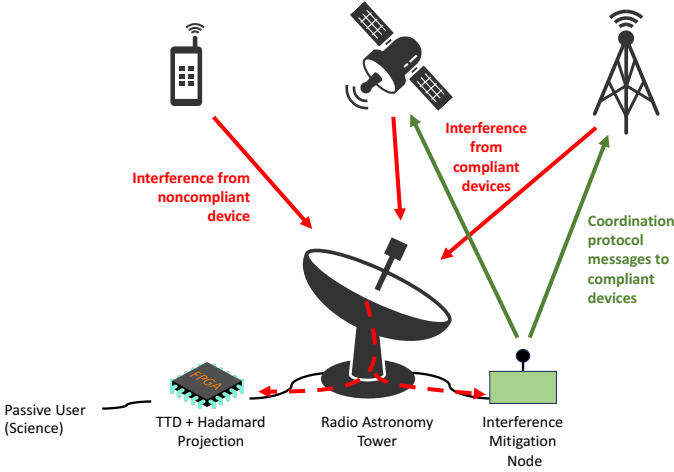 Interference
from
compliant
devices
Interference from
noncompliant
device
Coordination
protocol
messages to
compliant
devices
FPGA
Passive User
(Science)
TTD + Hadamard
Projection
Radio Astronomy
Tower
Interference
Mitigation
Node